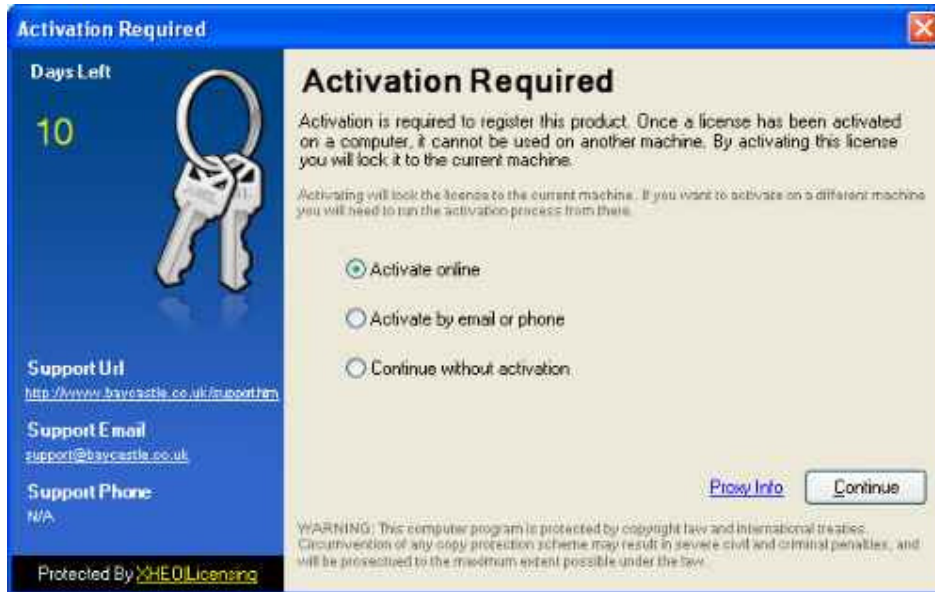 Activation Required
Days Left
10
Support Url
http://www.baycastle.co.uk/support.htm
Support Email
support@baycastle.co.uk
Support Phone
N/A
Protected By XHEO|Licensing
Activation Required
Activation is required to register this product. Once a license has been activated
on a computer, it cannot be used on another machine. By activating this license
you will lock it to the current machine.
Activating will lock the license to the current machine. If you want to activate on a different machine
you will need to run the activation process from there.
Activate online
Activate by email or phone
Continue without activation
Proxy Info
Continue
WARNING: This computer program is protected by copyright law and international treaties.
Circumvention of any copy protection scheme may result in severe civil and criminal penalties, and
will be prosectued to the maximum extent possible under the law.